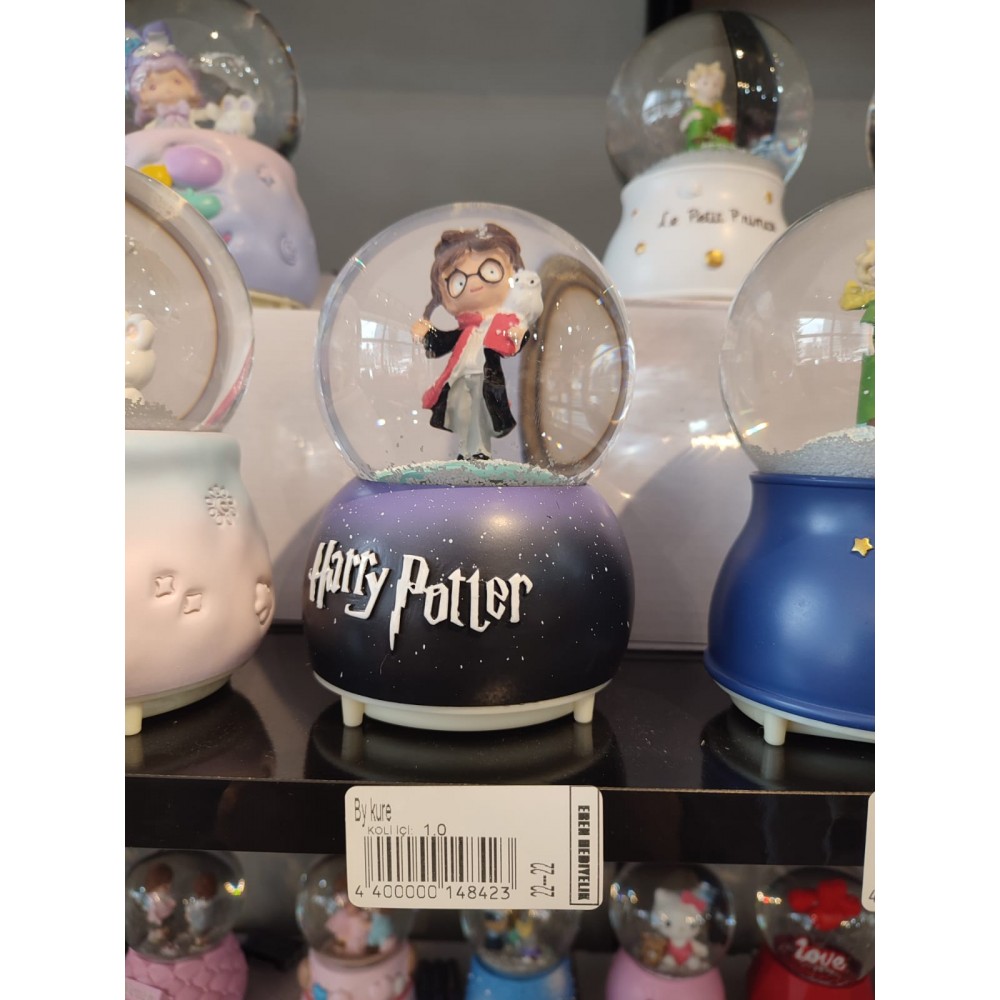 Le Petit Prince
Harry Potter
By kure
KOLİ İÇİ: 1.0
4 400000 148423
22--22
EREN HEDİYELİK
Love